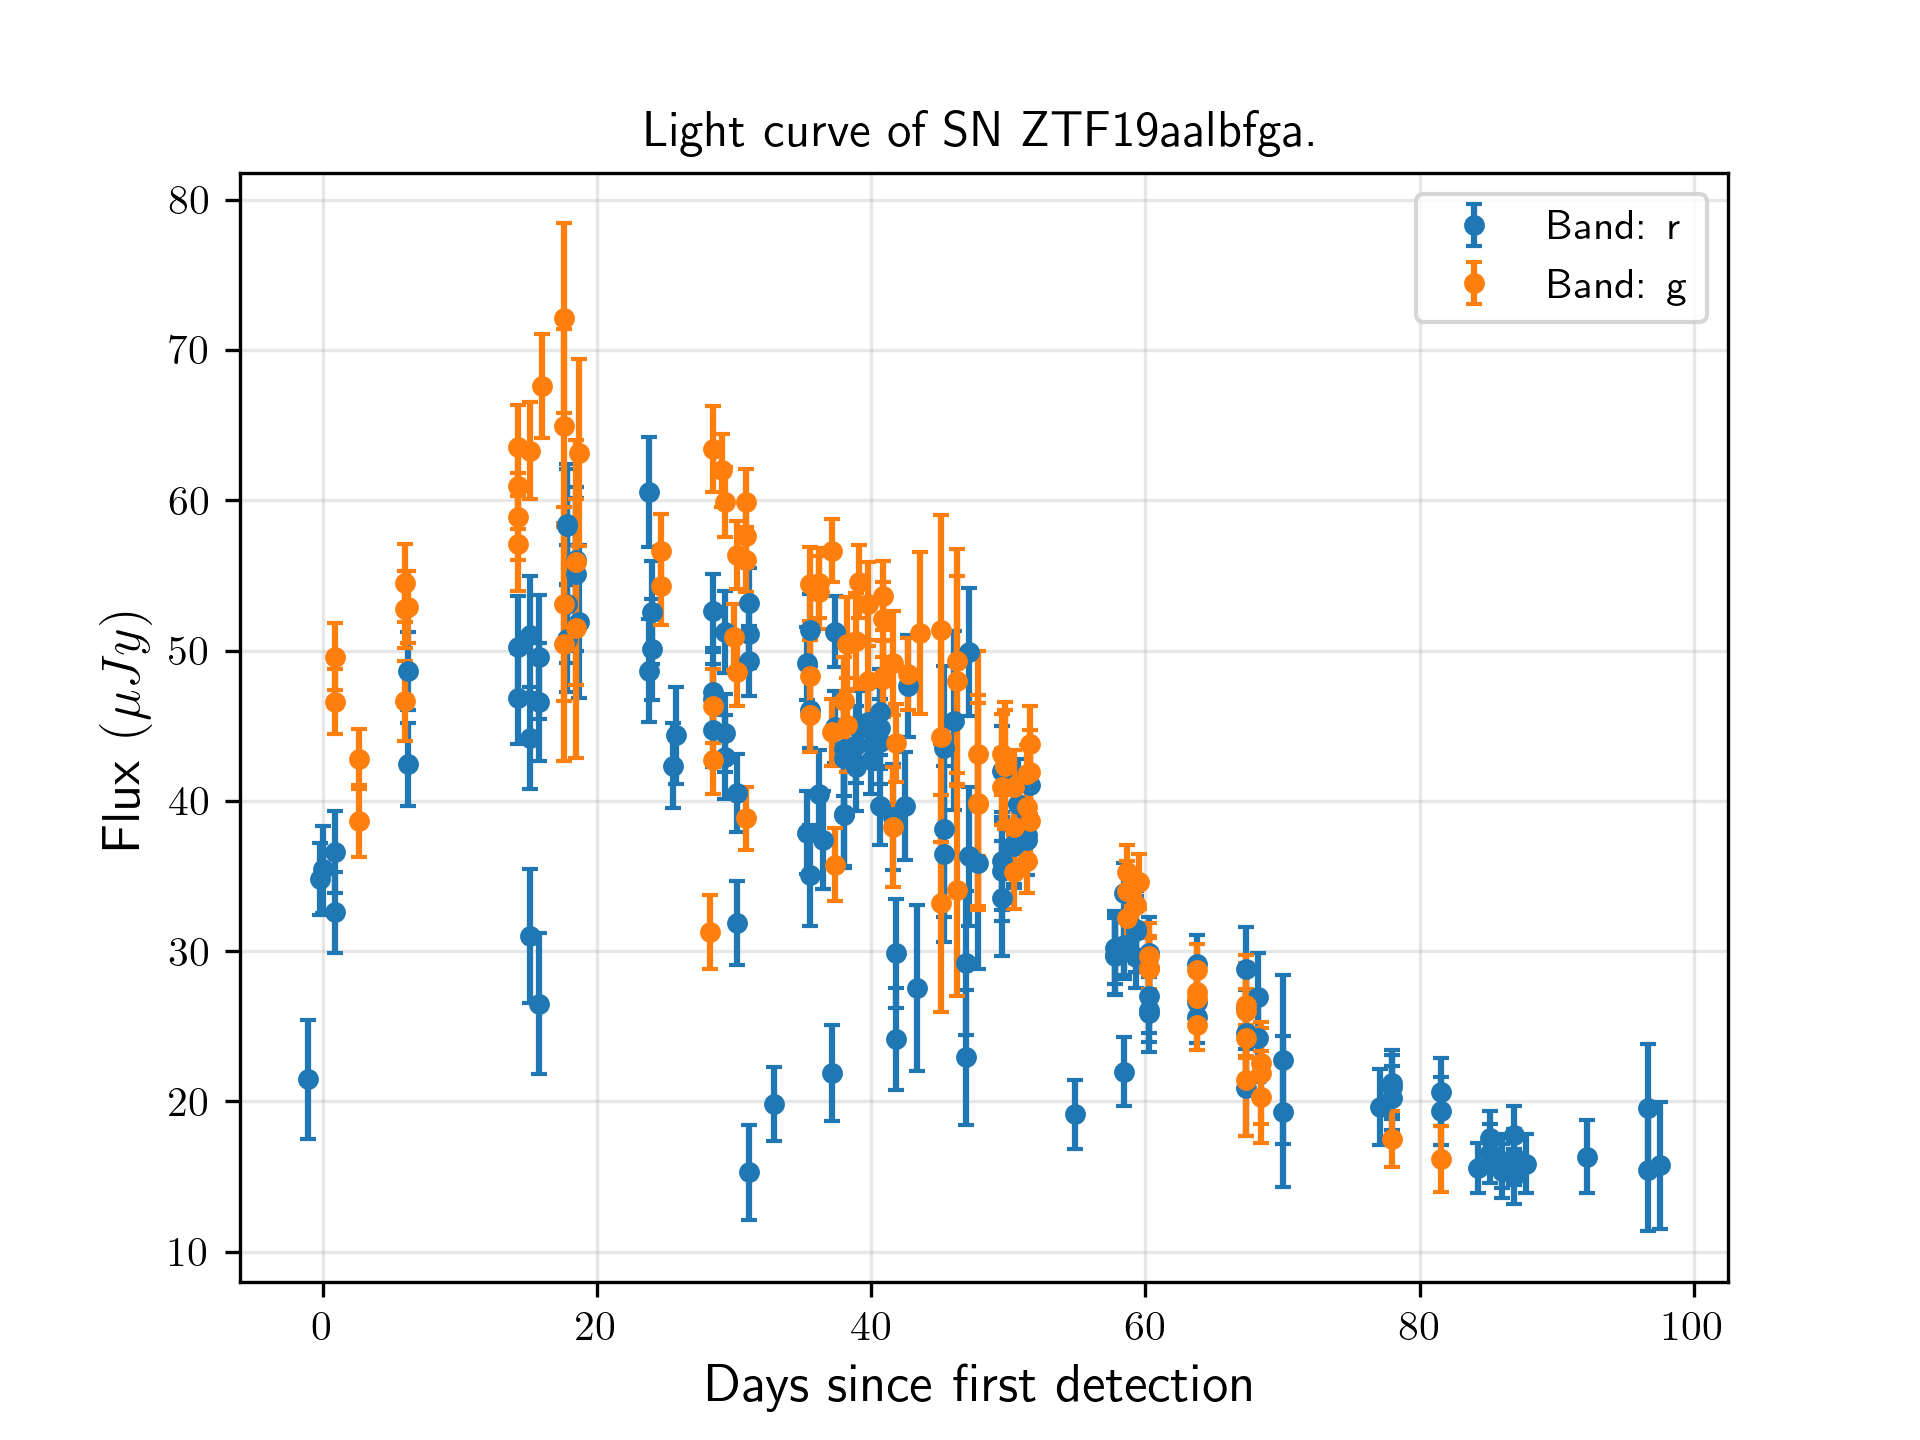 Light curve of SN ZTF19aalbfga.
80
70
60
50
40
30
20
10
Flux (μJy)
Band: r
Band: g
0 20 40 60 80 100
Days since first detection